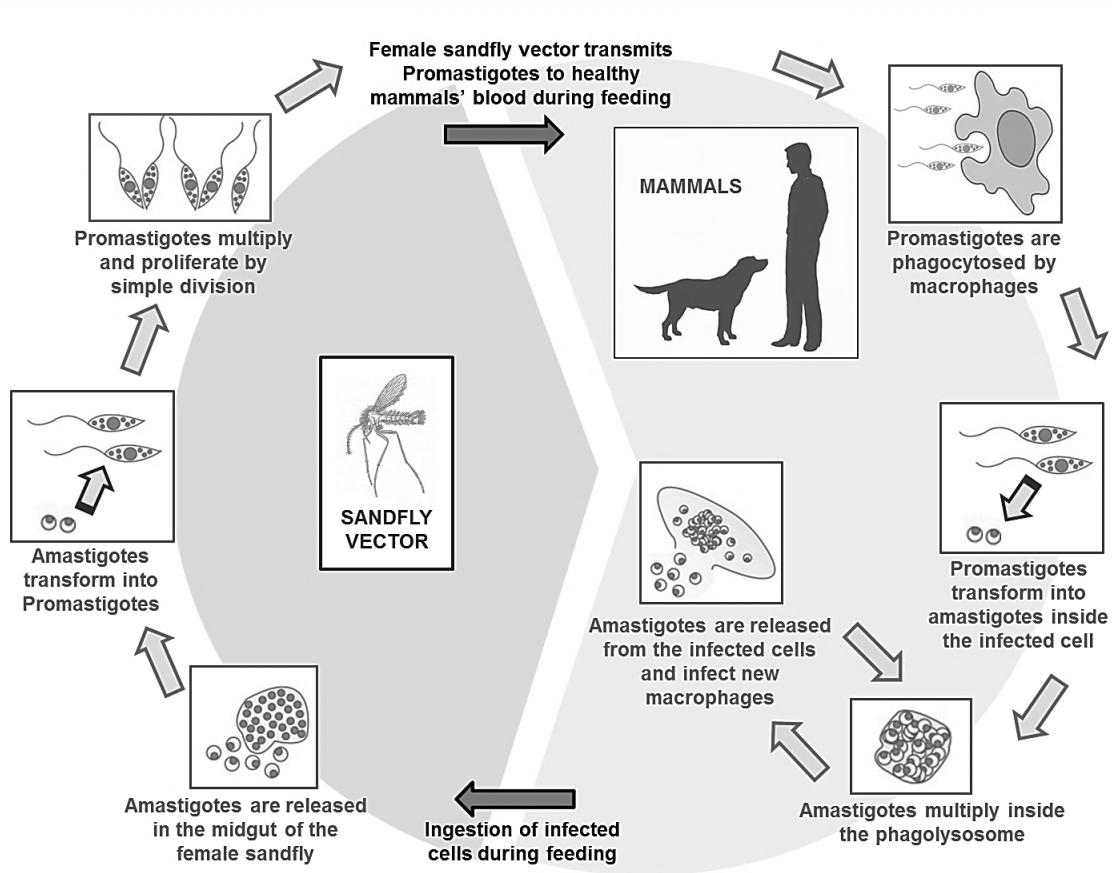 Female sandfly vector transmits
Promastigotes to healthy
mammals' blood during feeding
MAMMALS
Promastigotes are
phagocytosed by
macrophages
Promastigotes
transform into
amastigotes inside
the infected cell
Amastigotes multiply inside
the phagolysosome
Amastigotes are released
from the infected cells
and infect new
macrophages
Ingestion of infected
cells during feeding
Amastigotes are released
in the midgut of the
female sandfly
Amastigotes
transform into
Promastigotes
Promastigotes multiply
and proliferate by
simple division
SANDFLY
VECTOR